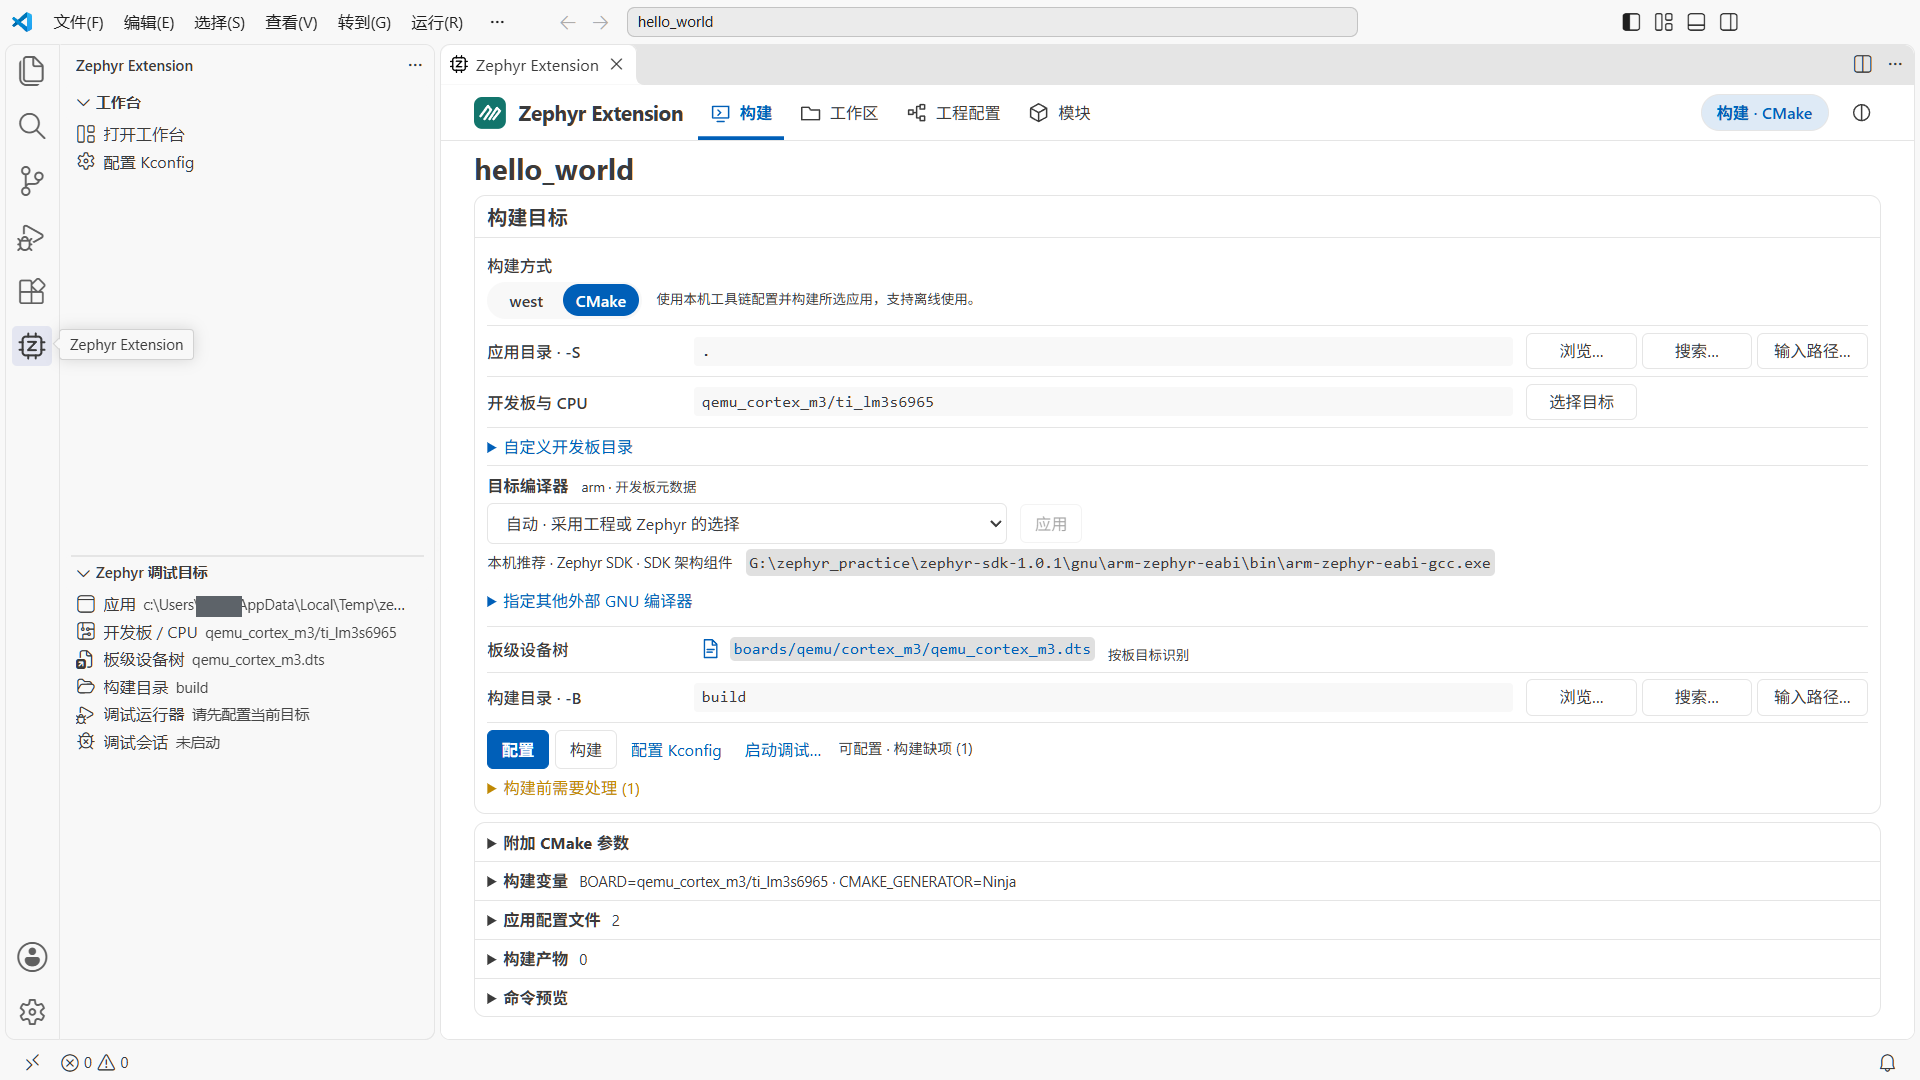 文件(F) 编辑(E) 选择(S) 查看(V) 转到(G) 运行(R) ··· hello_world
Zephyr Extension ···
工作台
打开工作台
配置 Kconfig
Zephyr Extension
Zephyr 调试目标
应用 c:\Users\ AppData\Local\Temp\ze...
开发板 / CPU qemu_cortex_m3/ti_lm3s6965
板级设备树 qemu_cortex_m3.dts
构建目录 build
调试运行器 请先配置当前目标
调试会话 未启动
Zephyr Extension
Zephyr Extension 构建 工作区 工程配置 模块 构建 · CMake
hello_world
构建目标
构建方式
west CMake 使用本机工具链配置并构建所选应用，支持离线使用。
应用目录 · -S . 浏览... 搜索... 输入路径...
开发板与 CPU qemu_cortex_m3/ti_lm3s6965 选择目标
自定义开发板目录
目标编译器 arm · 开发板元数据
自动 · 采用工程或 Zephyr 的选择 应用
本机推荐 · Zephyr SDK · SDK 架构组件 G:\zephyr_practice\zephyr-sdk-1.0.1\gnu\arm-zephyr-eabi\bin\arm-zephyr-eabi-gcc.exe
指定其他外部 GNU 编译器
板级设备树 boards/qemu/cortex_m3/qemu_cortex_m3.dts 按板目标识别
构建目录 · -B build 浏览... 搜索... 输入路径...
配置 构建 配置 Kconfig 启动调试... 可配置 · 构建缺项 (1)
构建前需要处理 (1)
附加 CMake 参数
构建变量 BOARD=qemu_cortex_m3/ti_lm3s6965 · CMAKE_GENERATOR=Ninja
应用配置文件 2
构建产物 0
命令预览
0 0